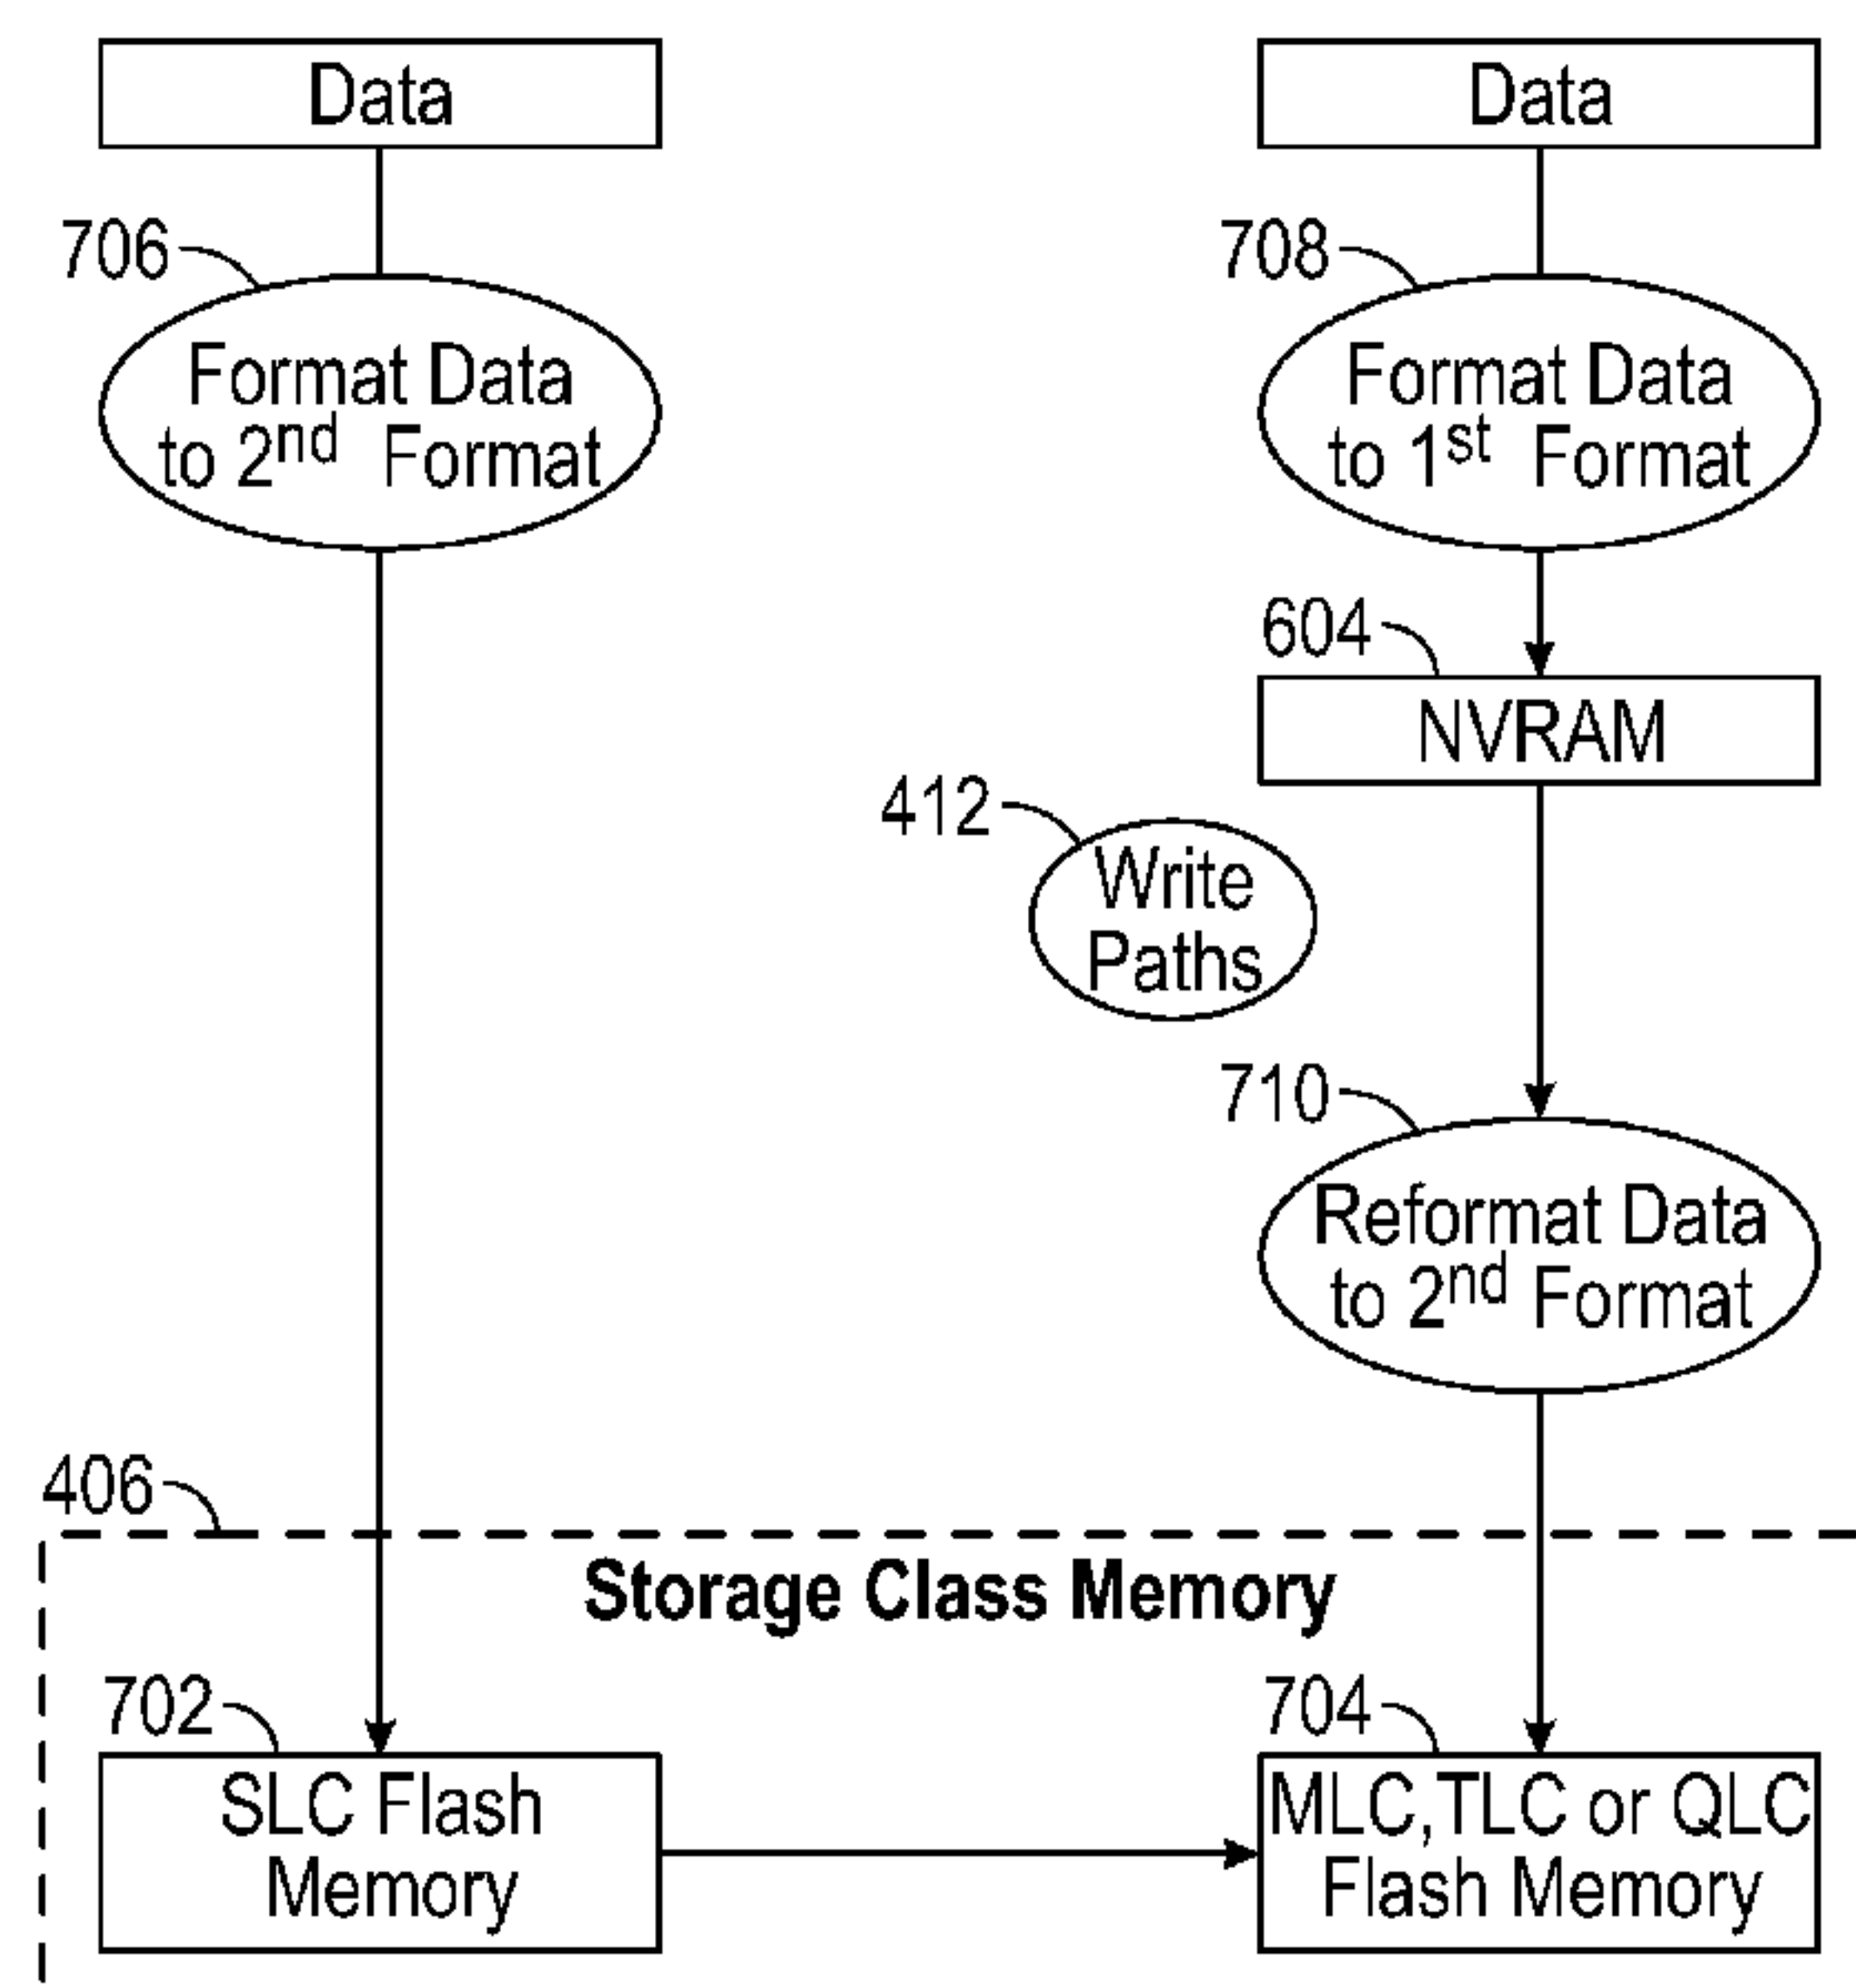 Data
Data
706
708
Format Data
to 2nd Format
Format Data
to 1st Format
604
NVRAM
412
Write
Paths
710
Reformat Data
to 2nd Format
406
Storage Class Memory
702
704
SLC Flash
Memory
MLC,TLC or QLC
Flash Memory